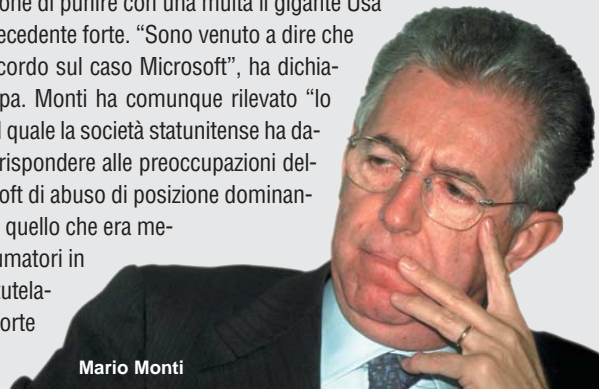 one di punire con una multa il gigante Usa
ecedente forte. “Sono venuto a dire che
cordo sul caso Microsoft”, ha dichia-
pa. Monti ha comunque rilevato “lo
l quale la società statunitense ha da-
rispondere alle preoccupazioni del-
soft di abuso di posizione dominan-
quello che era me-
umatori in
tutela-
orte
Mario Monti